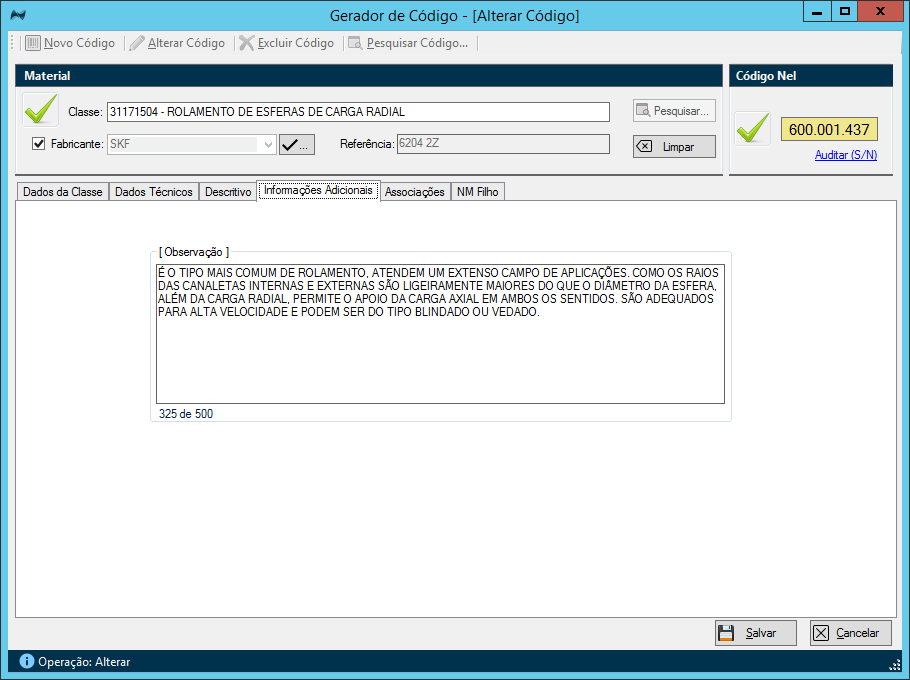 Gerador de Código - [Alterar Código]
Novo Código Alterar Código Excluir Código Pesquisar Código...
Material
Código Nel
Classe: 31171504 - ROLAMENTO DE ESFERAS DE CARGA RADIAL Pesquisar...
Fabricante: SKF ... Referência: 6204 2Z Limpar
600.001.437
Auditar (S/N)
Dados da Classe Dados Técnicos Descritivo Informações Adicionais Associações NM Filho
[ Observação ]
É O TIPO MAIS COMUM DE ROLAMENTO, ATENDEM UM EXTENSO CAMPO DE APLICAÇÕES. COMO OS RAIOS
DAS CANALETAS INTERNAS E EXTERNAS SÃO LIGEIRAMENTE MAIORES DO QUE O DIÂMETRO DA ESFERA,
ALÉM DA CARGA RADIAL, PERMITE O APOIO DA CARGA AXIAL EM AMBOS OS SENTIDOS. SÃO ADEQUADOS
PARA ALTA VELOCIDADE E PODEM SER DO TIPO BLINDADO OU VEDADO.
325 de 500
Salvar Cancelar
Operação: Alterar